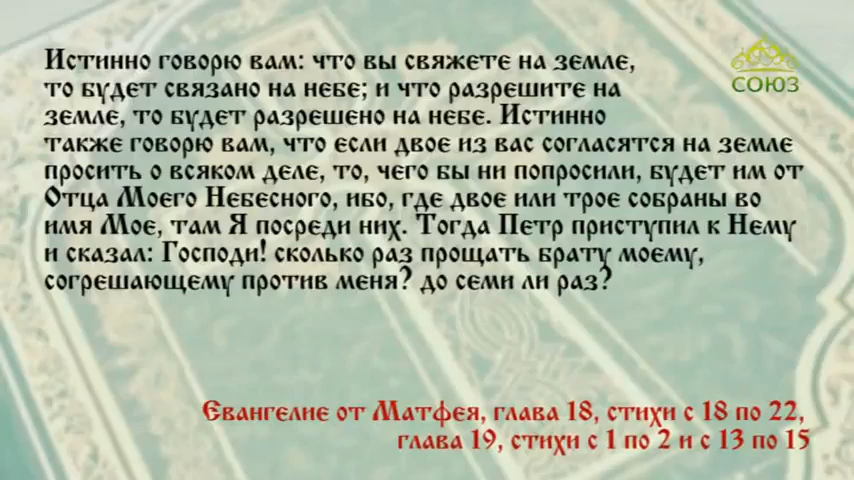 Истинно говорю вам: что вы свяжете на земле,
то будет связано на небе; и что разрешите на
земле, то будет разрешено на небе. Истинно
также говорю вам, что если двое из вас согласятся на земле
просить о всяком деле, то, чего бы ни попросили, будет им от
Отца Моего Небесного, ибо, где двое или трое собраны во
имя Мое, там Я посреди них. Тогда Петр приступил к Нему
и сказал: Господи! сколько раз прощать брату моему,
согрешающему против меня? до семи ли раз?
СОЮЗ
Евангелие от Матфея, глава 18, стихи с 18 по 22,
глава 19, стихи с 1 по 2 и с 13 по 15